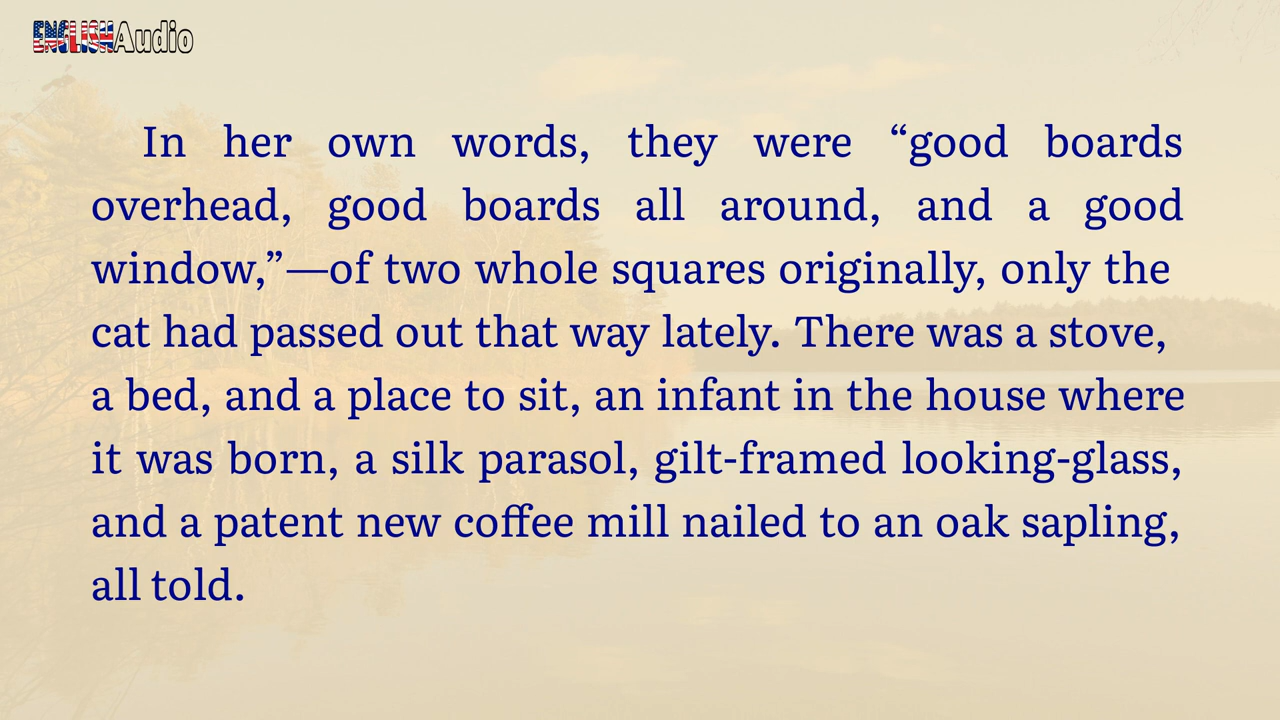 ENGLISHAudio
In her own words, they were “good boards
overhead, good boards all around, and a good
window,”—of two whole squares originally, only the
cat had passed out that way lately. There was a stove,
a bed, and a place to sit, an infant in the house where
it was born, a silk parasol, gilt-framed looking-glass,
and a patent new coffee mill nailed to an oak sapling,
all told.